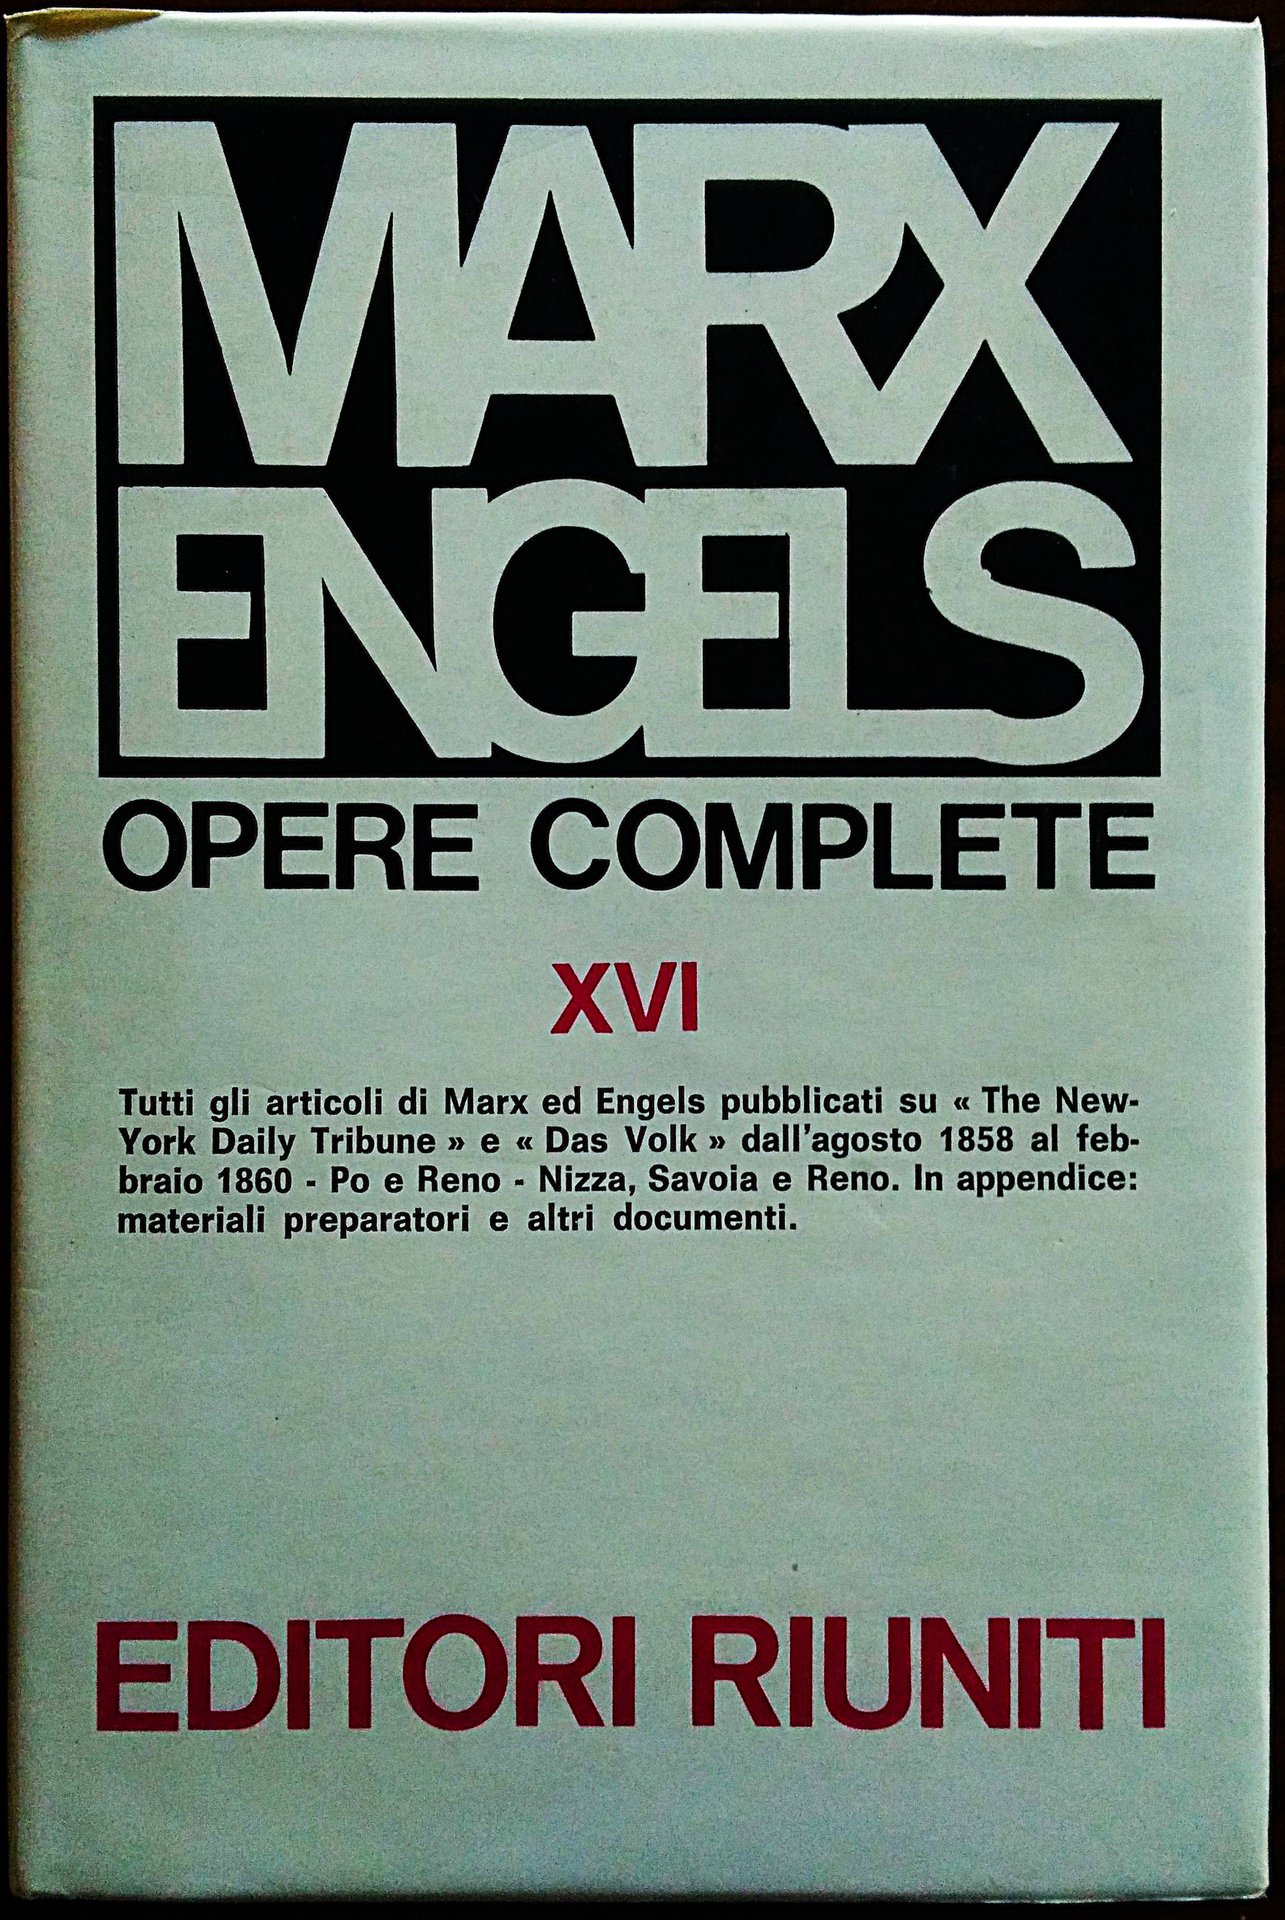 MARX
ENGELS
OPERE COMPLETE
XVI
Tutti gli articoli di Marx ed Engels pubblicati su « The New-
York Daily Tribune » e « Das Volk » dall'agosto 1858 al feb-
braio 1860 - Po e Reno - Nizza, Savoia e Reno. In appendice:
materiali preparatori e altri documenti.
EDITORI RIUNITI